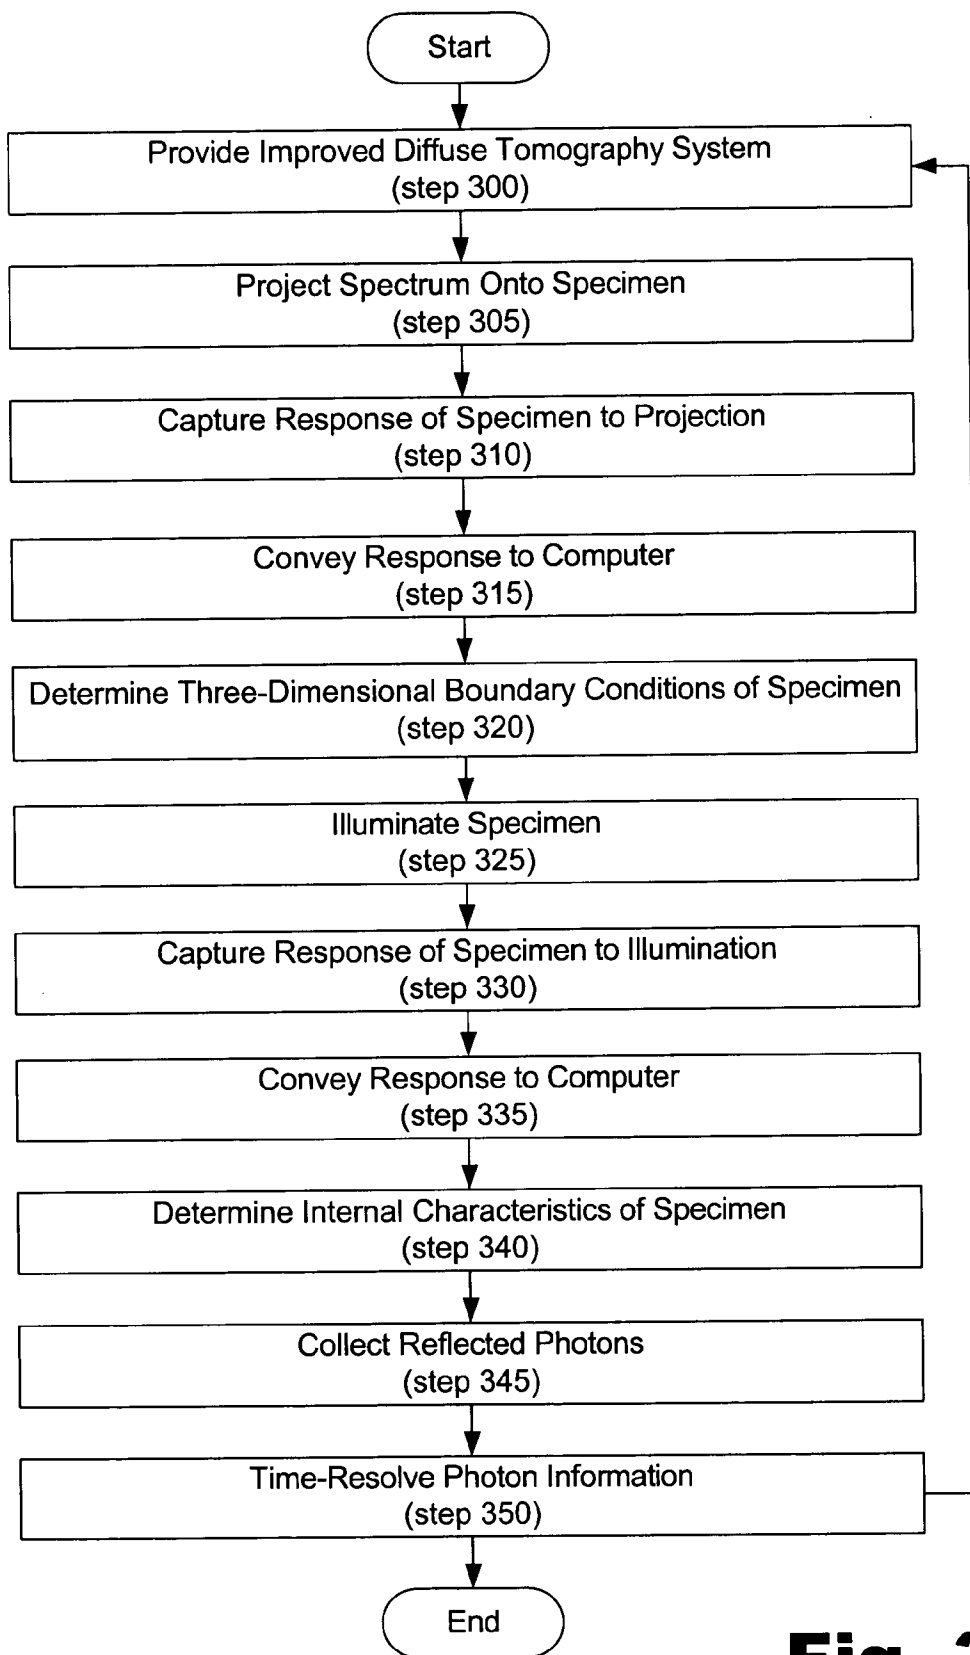 Start
Provide Improved Diffuse Tomography System
(step 300)
Project Spectrum Onto Specimen
(step 305)
Capture Response of Specimen to Projection
(step 310)
Convey Response to Computer
(step 315)
Determine Three-Dimensional Boundary Conditions of Specimen
(step 320)
Illuminate Specimen
(step 325)
Capture Response of Specimen to Illumination
(step 330)
Convey Response to Computer
(step 335)
Determine Internal Characteristics of Specimen
(step 340)
Collect Reflected Photons
(step 345)
Time-Resolve Photon Information
(step 350)
End
Fig.